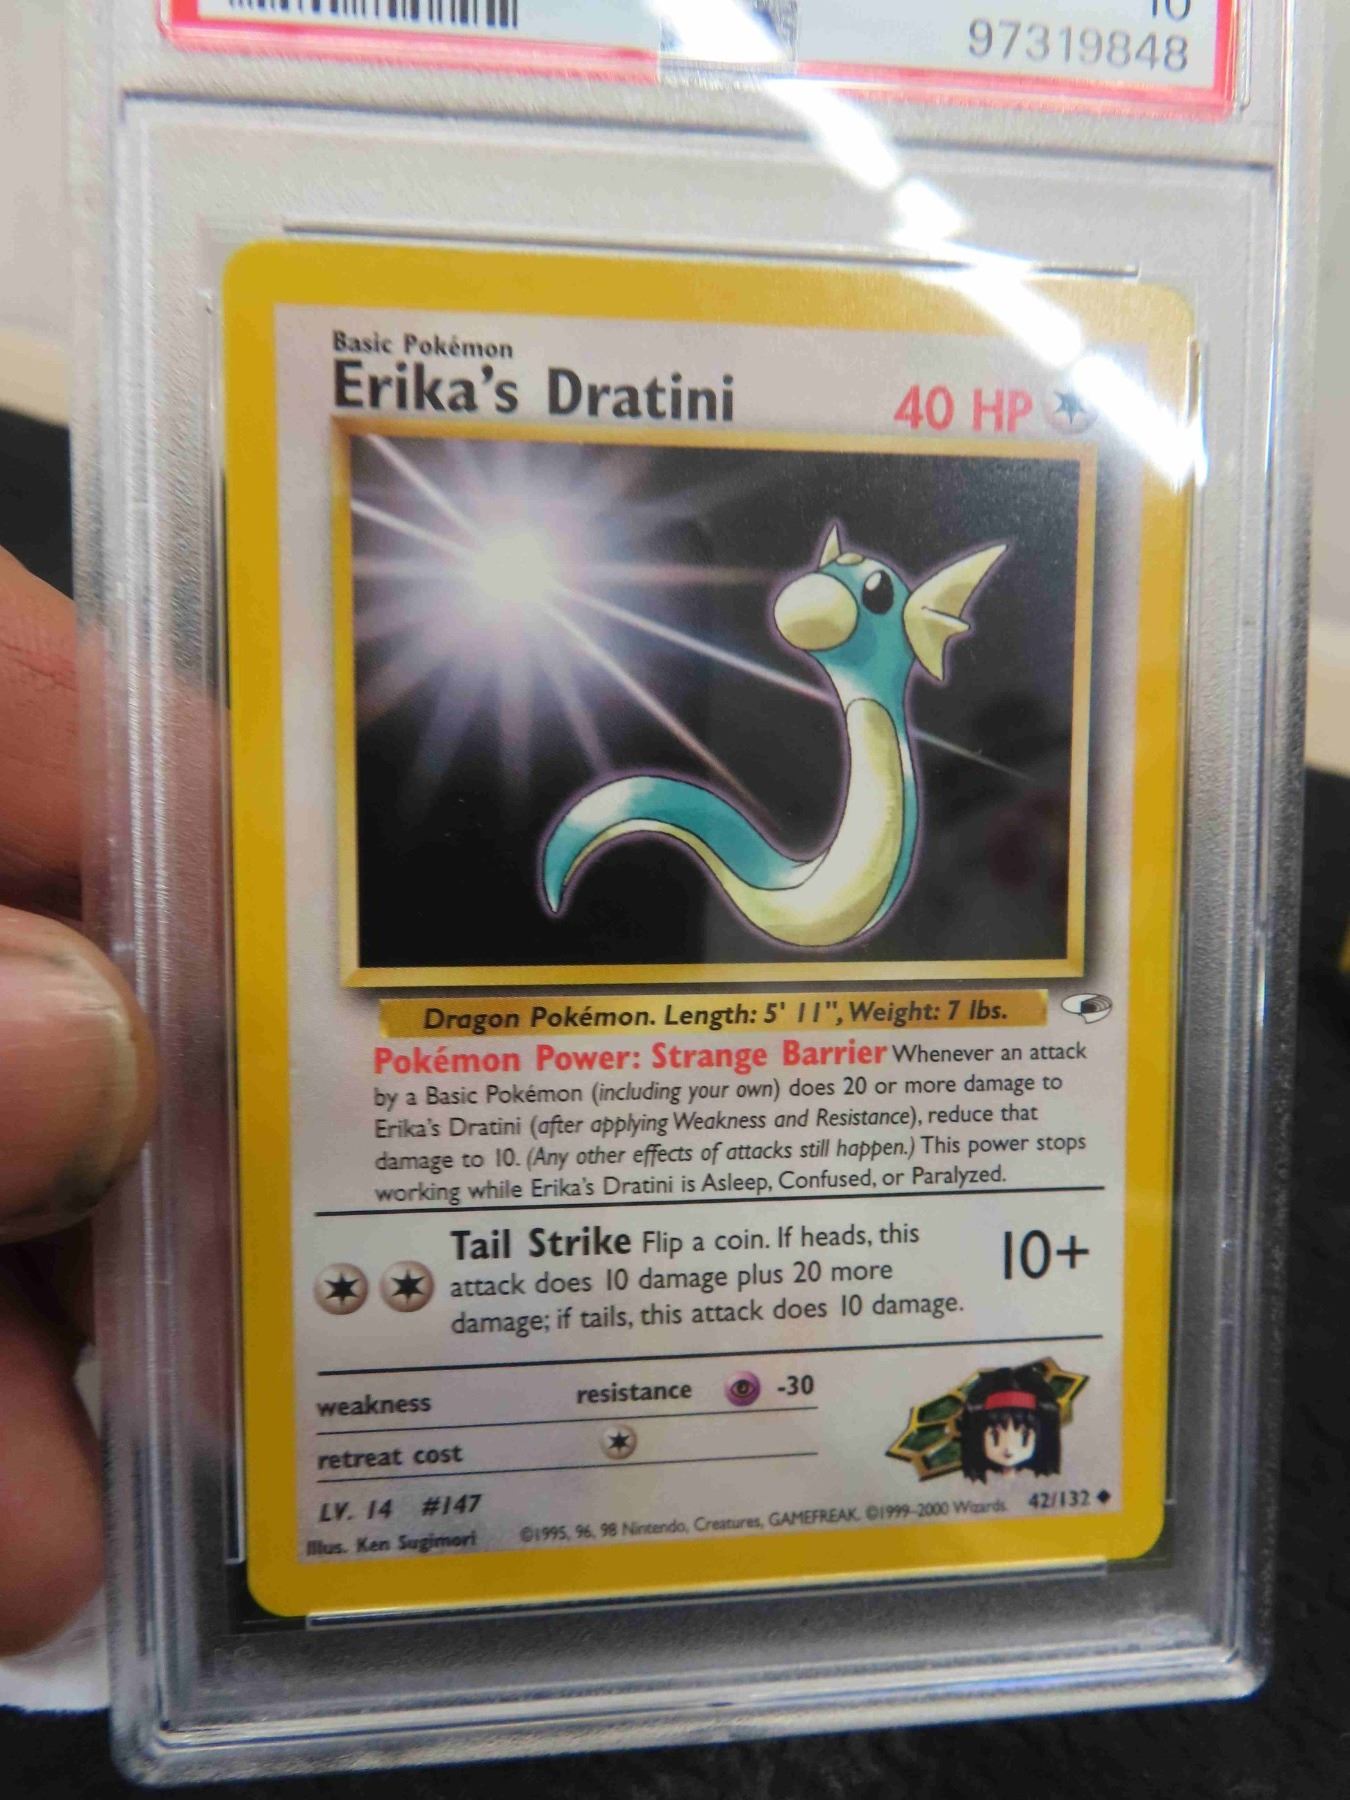 10
97319848
Basic Pokémon
Erika's Dratini
40 HP
Dragon Pokémon. Length: 5' 11", Weight: 7 lbs.
Pokémon Power: Strange Barrier Whenever an attack
by a Basic Pokémon (including your own) does 20 or more damage to
Erika's Dratini (after applying Weakness and Resistance), reduce that
damage to 10. (Any other effects of attacks still happen.) This power stops
working while Erika's Dratini is Asleep, Confused, or Paralyzed.
Tail Strike Flip a coin. If heads, this
attack does 10 damage plus 20 more
damage; if tails, this attack does 10 damage.
10+
weakness
resistance
-30
retreat cost
LV. 14 #147
Illus. Ken Sugimori
©1995, 96, 98 Nintendo, Creatures, GAMEFREAK. ©1999-2000 Wizards.
42/132